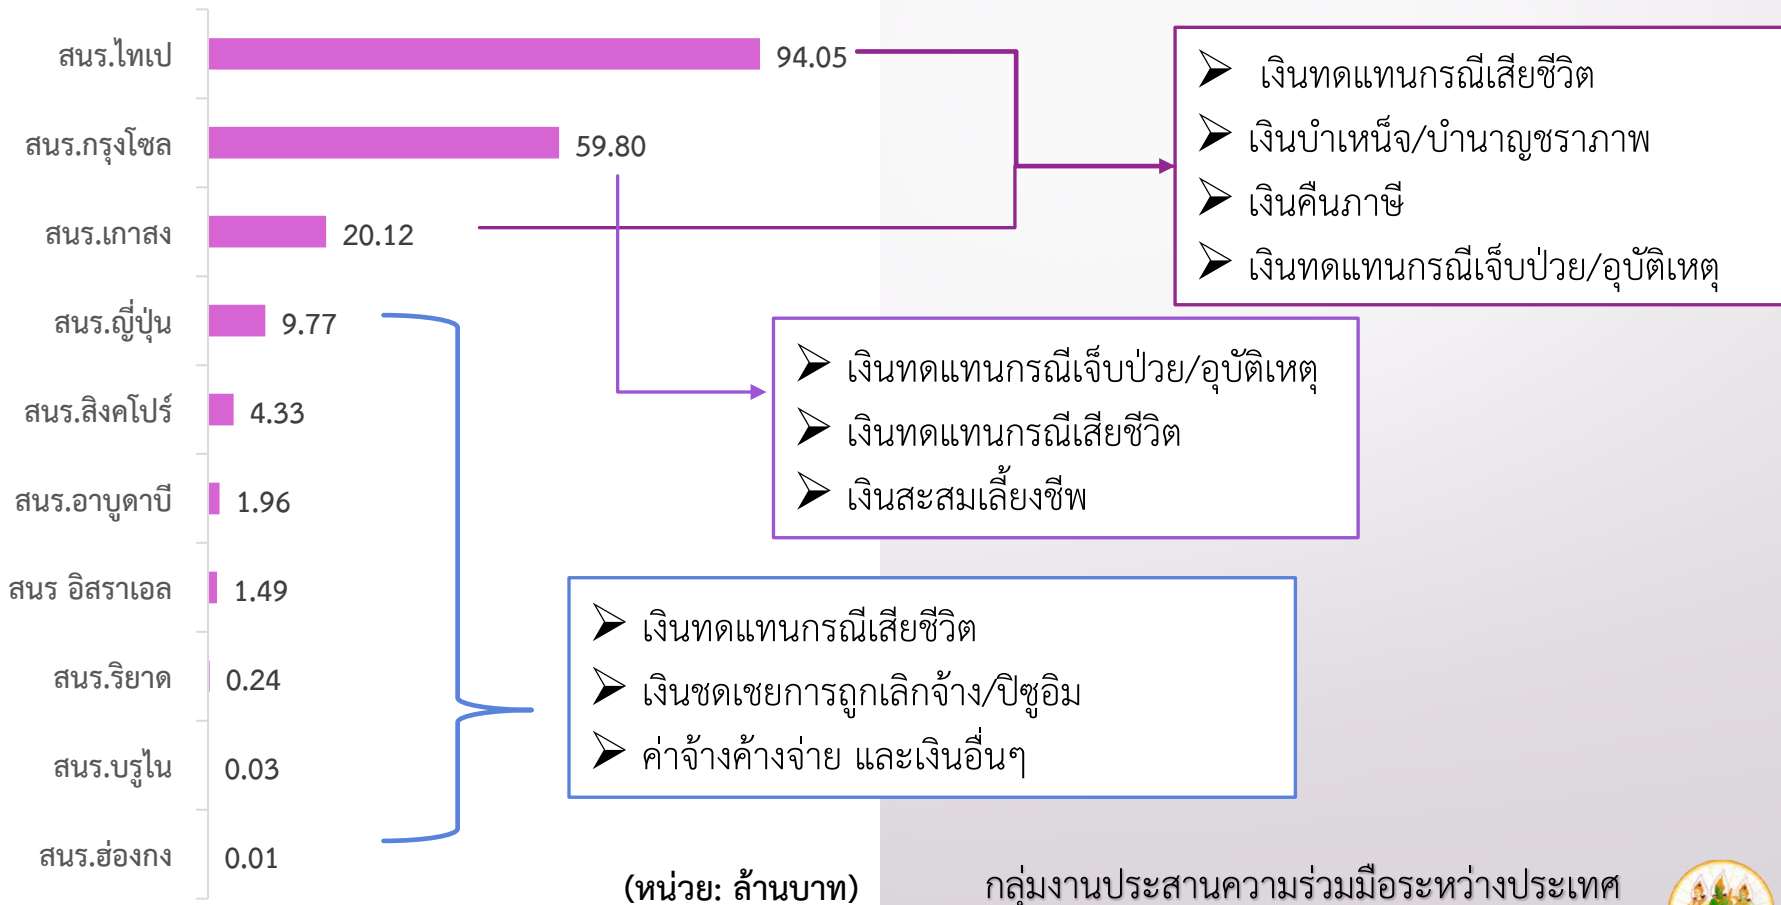 สนร.ไทเป
94.05
สนร.กรุงโซล
59.80
สนร.เกาสง
20.12
สนร.ญี่ปุ่น
9.77
สนร.สิงคโปร์
4.33
สนร.อาบูดาบี
1.96
สนร อิสราเอล
1.49
สนร.ริยาด
0.24
สนร.บรูไน
0.03
สนร.ฮ่องกง
0.01
➢ เงินทดแทนกรณีเสียชีวิต
➢ เงินบำเหน็จ/บำนาญชราภาพ
➢ เงินคืนภาษี
➢ เงินทดแทนกรณีเจ็บป่วย/อุบัติเหตุ
➢ เงินทดแทนกรณีเจ็บป่วย/อุบัติเหตุ
➢ เงินทดแทนกรณีเสียชีวิต
➢ เงินสะสมเลี้ยงชีพ
➢ เงินทดแทนกรณีเสียชีวิต
➢ เงินชดเชยการถูกเลิกจ้าง/ปิซูอิม
➢ ค่าจ้างค้างจ่าย และเงินอื่นๆ
(หน่วย: ล้านบาท)
กลุ่มงานประสานความร่วมมือระหว่างประเทศ